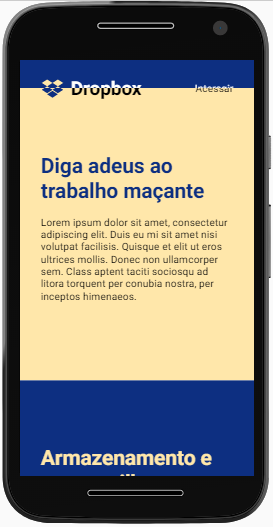 Dropbox
Diga adeus ao
trabalho maçante
Lorem ipsum dolor sit amet, consectetur
adipiscing elit. Duis eu mi sit amet nisi
volutpat facilisis. Quisque et elit ut eros
ultrices mollis. Donec non ullamcorper
sem. Class aptent taciti sociosqu ad
litora torquent per conubia nostra, per
inceptos himenaeos.
Armazenamento e